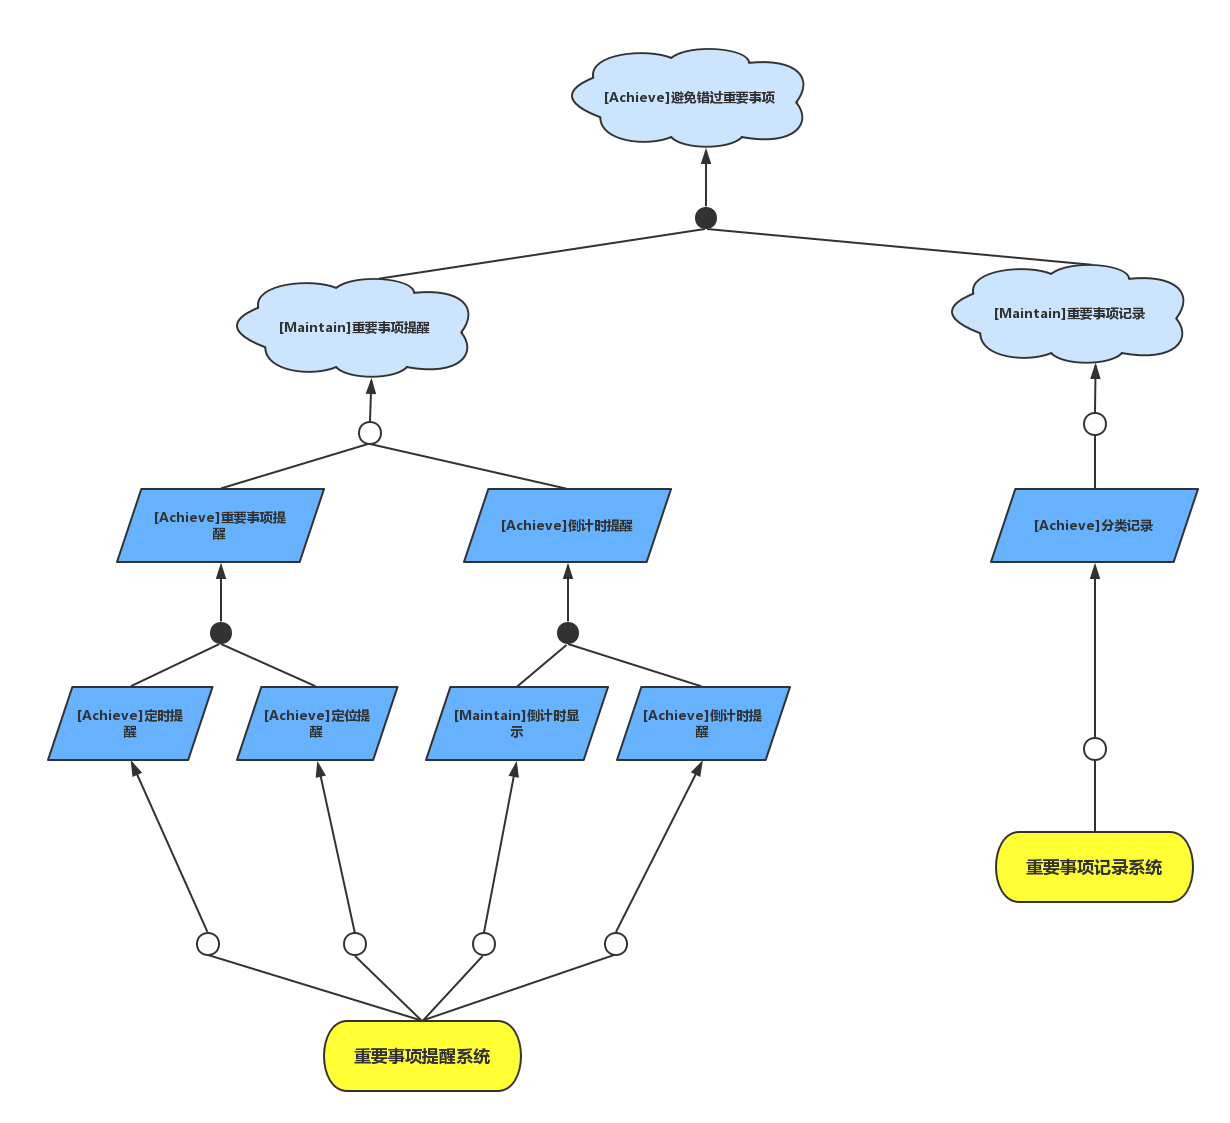 [Achieve]避免错过重要事项
[Maintain]重要事项提醒
[Maintain]重要事项记录
[Achieve]重要事项提
醒
[Achieve]倒计时提醒
[Achieve]分类记录
[Achieve]定时提
醒
[Achieve]定位提
醒
[Maintain]倒计时显
示
[Achieve]倒计时提
醒
重要事项记录系统
重要事项提醒系统